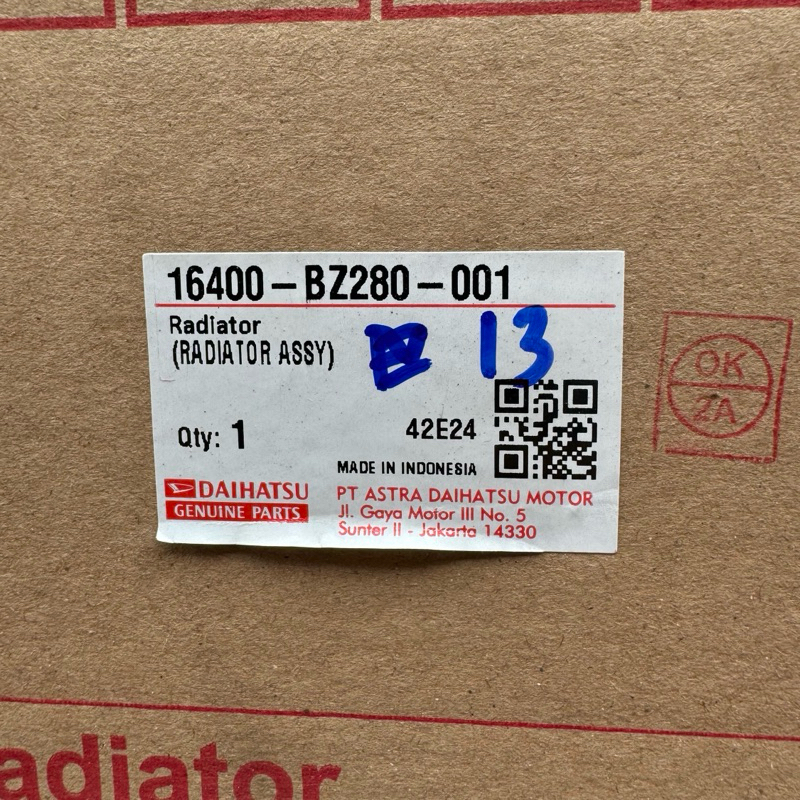 16400-BZ280-001
Radiator
(RADIATOR ASSY)
13
Qty: 1
42E24
MADE IN INDONESIA
DAIHATSU
GENUINE PARTS
PT ASTRA DAIHATSU MOTOR
Jl. Gaya Motor III No. 5
Sunter II - Jakarta 14330
OK
2A
adiator